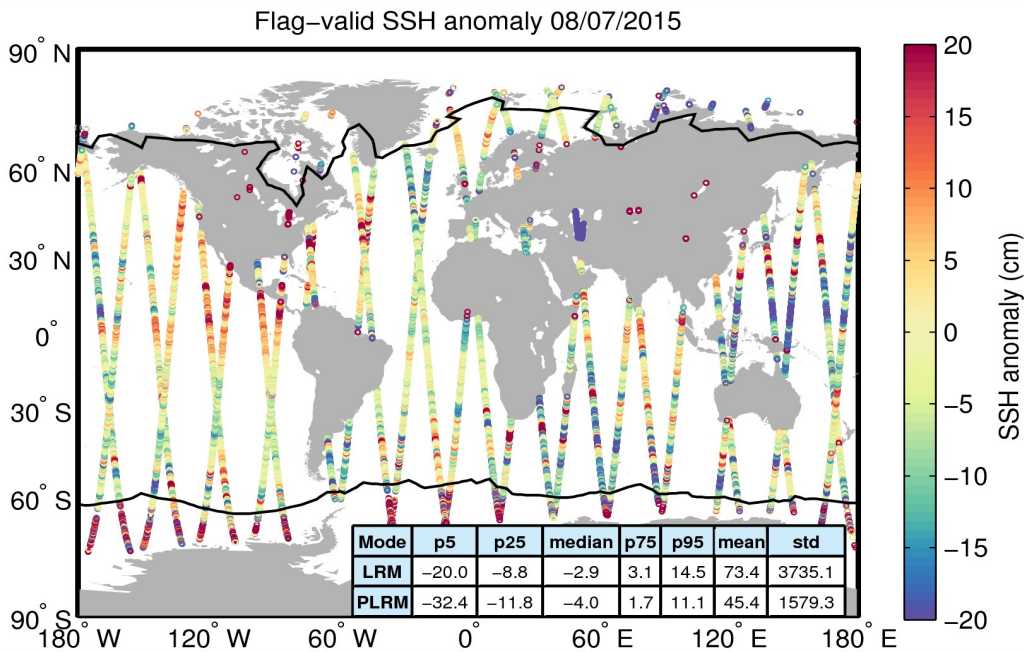 Flag−valid SSH anomaly 08/07/2015
90° N
60° N
30° N
0°
30° S
60° S
90° S
180° W 120° W 60° W 0° 60° E 120° E 180° E
Mode p5 p25 median p75 p95 mean std
LRM −20.0 −8.8 −2.9 3.1 14.5 73.4 3735.1
PLRM −32.4 −11.8 −4.0 1.7 11.1 45.4 1579.3
20
15
10
5
0
−5
−10
−15
−20
SSH anomaly (cm)